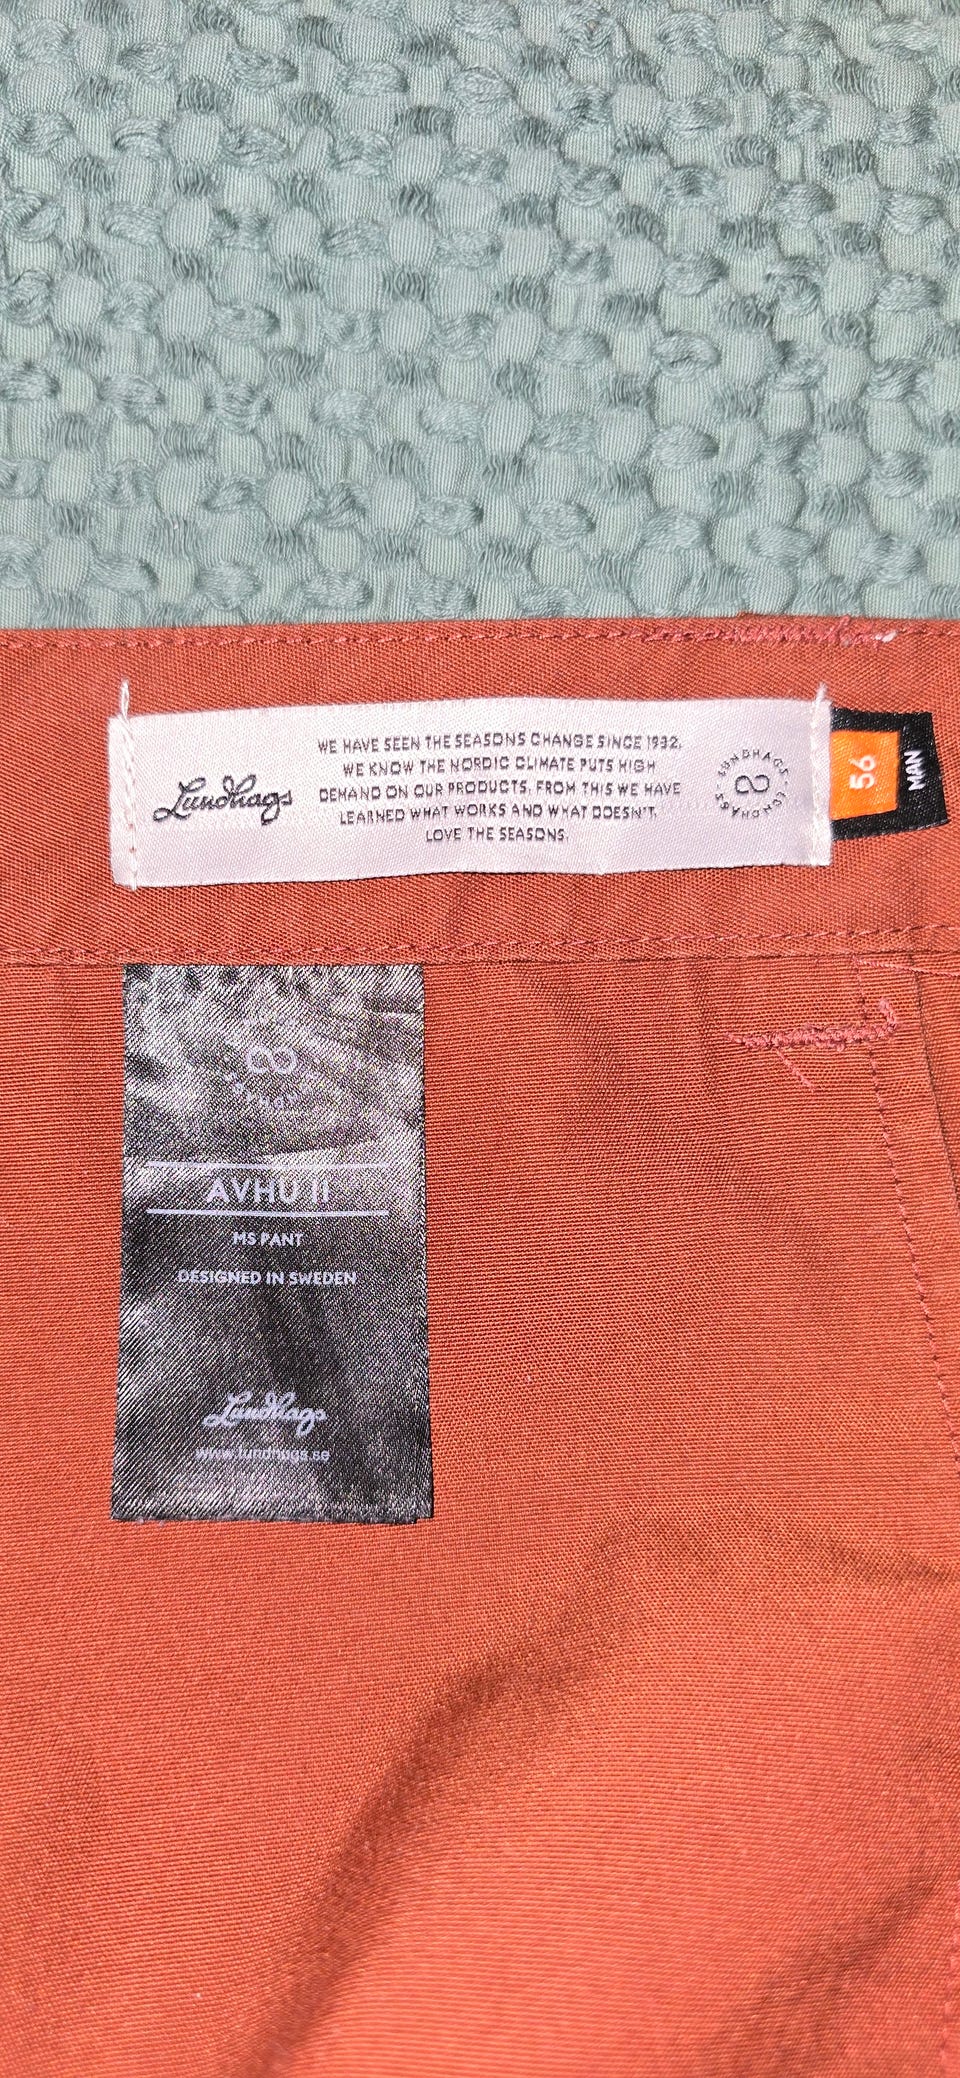 Lundhags
WE HAVE SEEN THE SEASONS CHANGE SINCE 1932.
WE KNOW THE NORDIC CLIMATE PUTS HIGH
DEMAND ON OUR PRODUCTS. FROM THIS WE HAVE
LEARNED WHAT WORKS AND WHAT DOESN'T.
LOVE THE SEASONS.
LUNDHAGS · LUNDHAGS ·
56
MAN
AVHU II
MS PANT
DESIGNED IN SWEDEN
Lundhags
www.lundhags.se